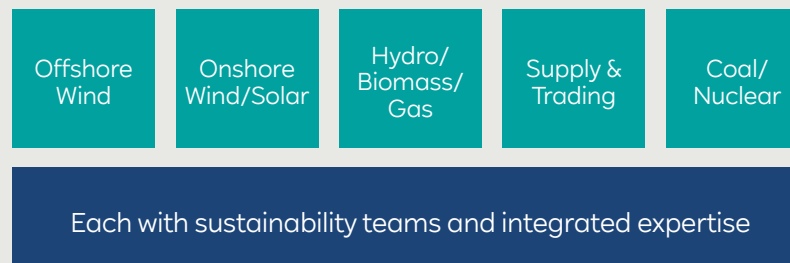 Offshore
Wind
Onshore
Wind/Solar
Hydro/
Biomass/
Gas
Supply &
Trading
Coal/
Nuclear
Each with sustainability teams and integrated expertise